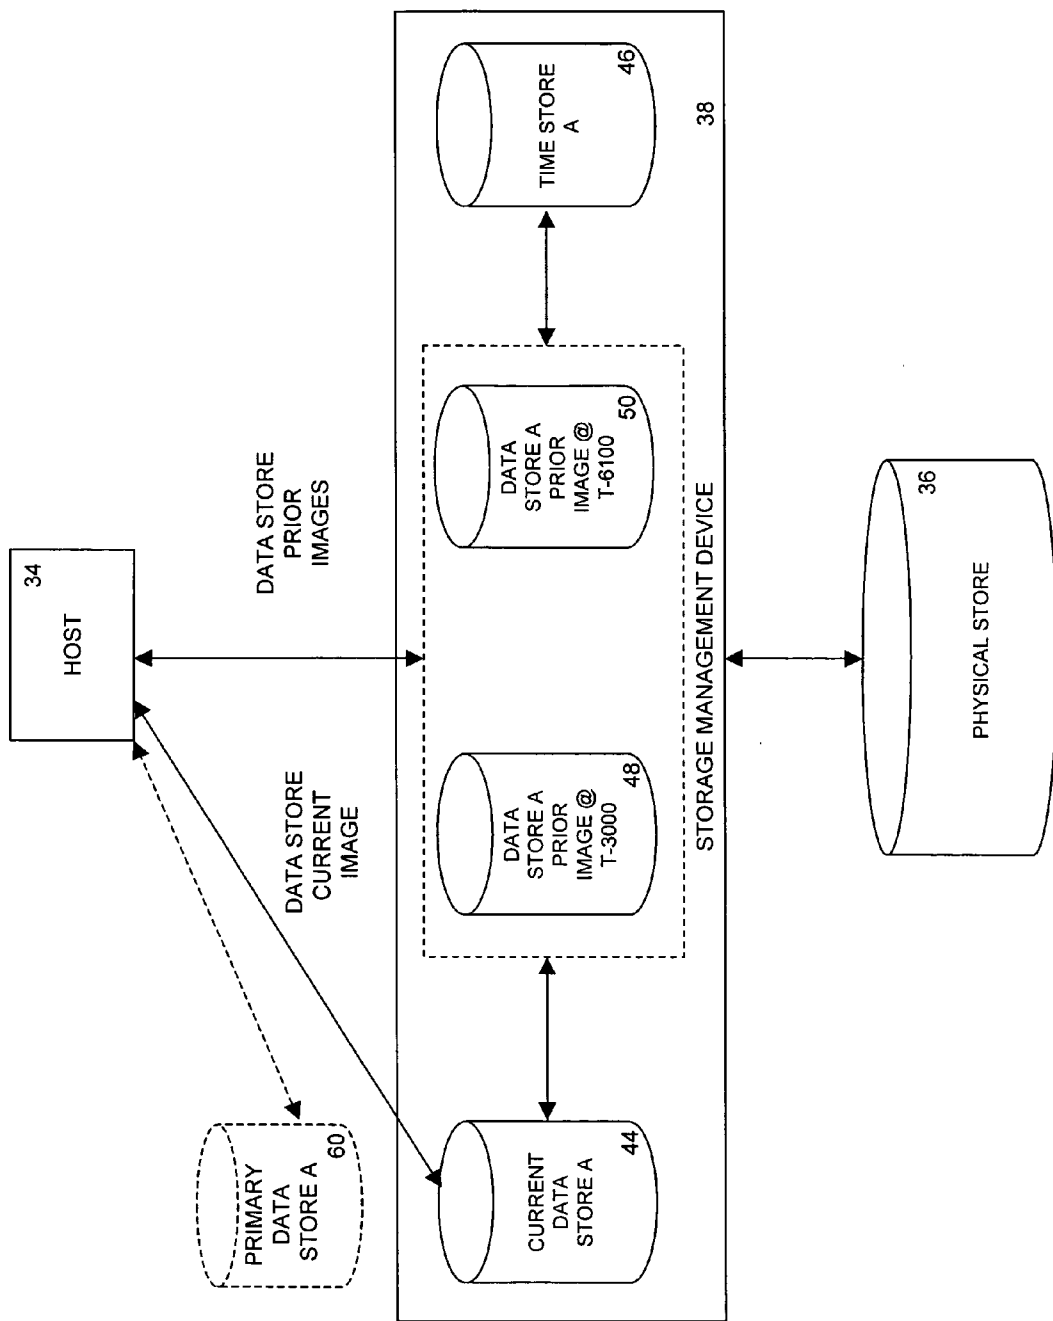 HOST
34
DATA STORE
PRIOR
IMAGES
DATA STORE
CURRENT
IMAGE
PRIMARY
DATA
STORE A
60
CURRENT
DATA
STORE A
44
DATA
STORE A
PRIOR
IMAGE @
T-3000
48
DATA
STORE A
PRIOR
IMAGE @
T-6100
50
TIME STORE
A
46
STORAGE MANAGEMENT DEVICE
38
36
PHYSICAL STORE